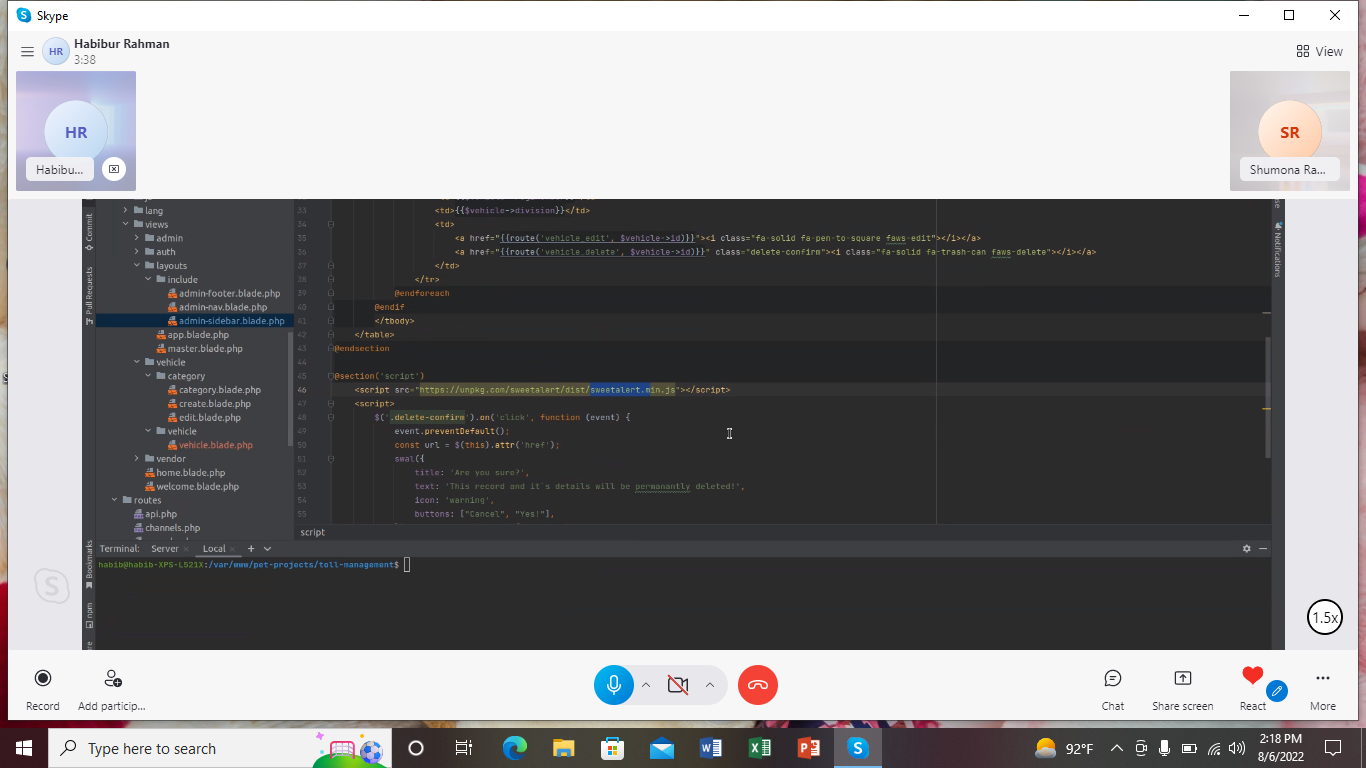 Skype
HR
Habibur Rahman
3:38
View
HR
Habibu...
SR
Shumona Ra...
Commit
Pull Requests
Bookmarks
npm
Notifications
lang
views
admin
auth
layouts
include
admin-footer.blade.php
admin-nav.blade.php
admin-sidebar.blade.php
app.blade.php
master.blade.php
vehicle
category
category.blade.php
create.blade.php
edit.blade.php
vehicle
vehicle.blade.php
vendor
home.blade.php
welcome.blade.php
routes
api.php
channels.php
33 <td>{{$vehicle->division}}</td>
34 <td>
35 <a href="{{route('vehicle_edit', $vehicle->id)}}"><i class="fa-solid fa-pen-to-square faws-edit"></i></a>
36 <a href="{{route('vehicle_delete', $vehicle->id)}}" class="delete-confirm"><i class="fa-solid fa-trash-can faws-delete"></i></a>
37 </td>
38 </tr>
39 @endforeach
40 @endif
41 </tbody>
42 </table>
43 @endsection
44
45 @section('script')
46 <script src="https://unpkg.com/sweetalert/dist/sweetalert.min.js"></script>
47 <script>
48 $('.delete-confirm').on('click', function (event) {
49 event.preventDefault();
50 const url = $(this).attr('href');
51 swal({
52 title: 'Are you sure?',
53 text: 'This record and it`s details will be permanantly deleted!',
54 icon: 'warning',
55 buttons: ["Cancel", "Yes!"],
script
Terminal: Server × Local × +
habib@habib-XPS-L521X:/var/www/pet-projects/toll-management$
1.5x
Record
Add particip...
Chat
Share screen
React
More
Type here to search
92°F
2:18 PM
8/6/2022